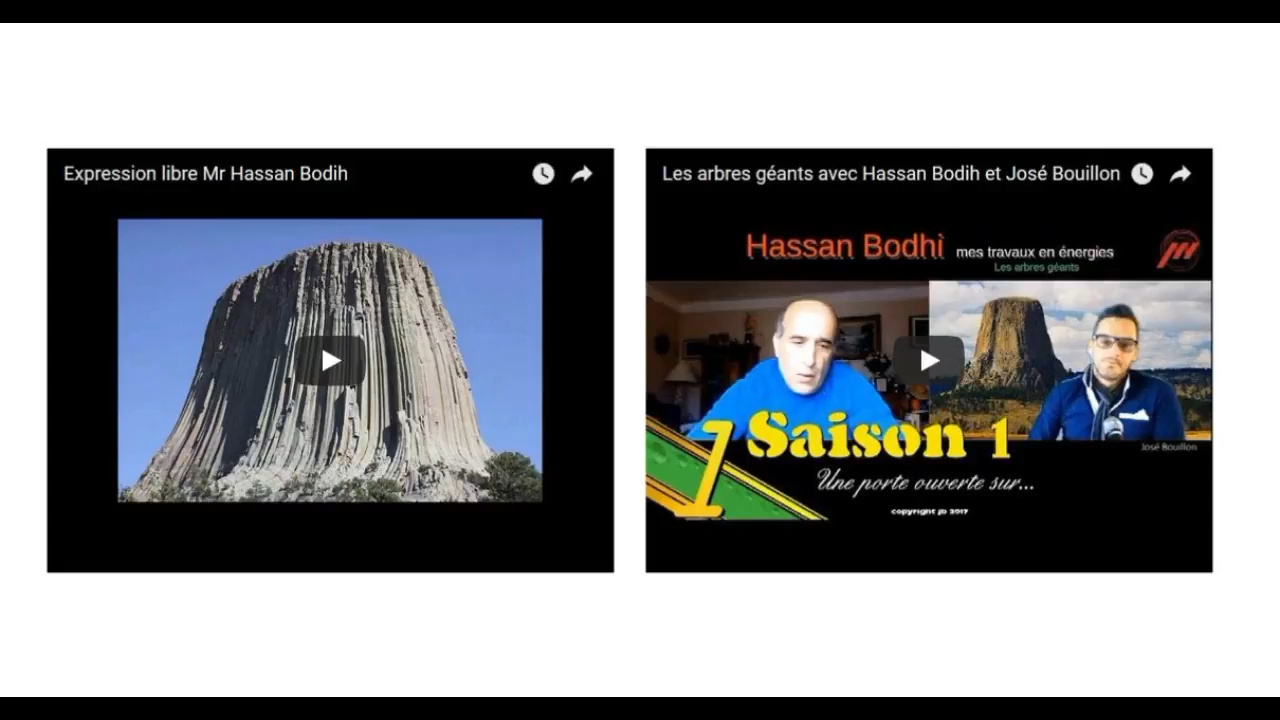 Expression libre Mr Hassan Bodih
Les arbres géants avec Hassan Bodih et José Bouillon
Hassan Bodhi mes travaux en énergies
Les arbres géants
1
Saison 1
Une porte ouverte sur...
José Bouillon
copyright jb 2017